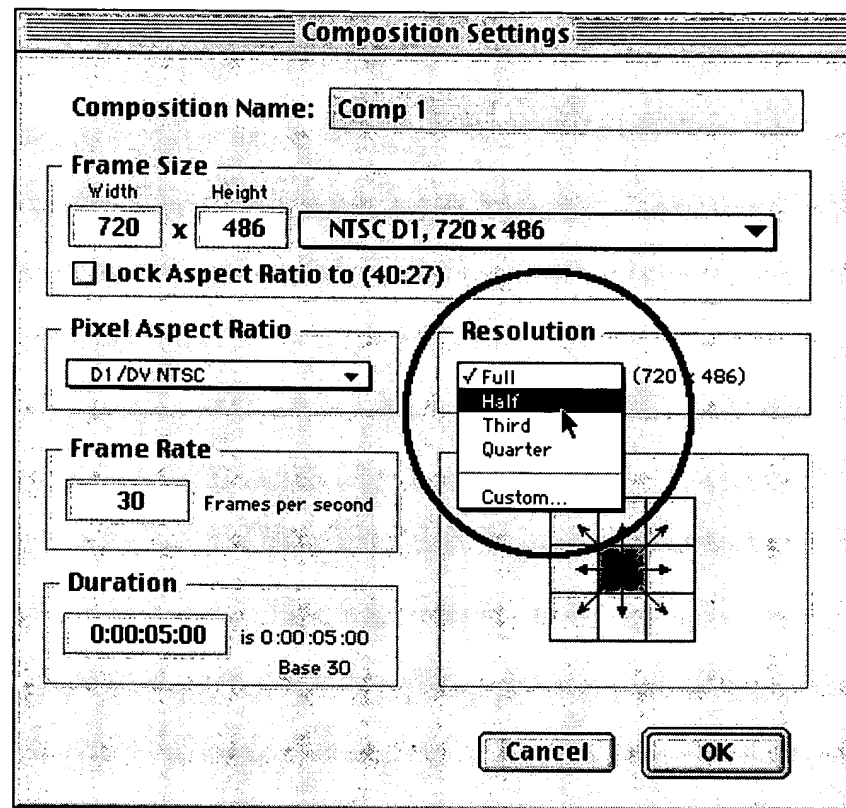 Composition Settings
Composition Name: Comp 1
Frame Size
Width Height
720 x 486 NTSC D1, 720 x 486
Lock Aspect Ratio to (40:27)
Pixel Aspect Ratio
D1/DV NTSC
Resolution
✓ Full (720 x 486)
Half
Third
Quarter
Custom...
Frame Rate
30 Frames per second
Duration
0:00:05:00 is 0:00:05:00
Base 30
Cancel OK